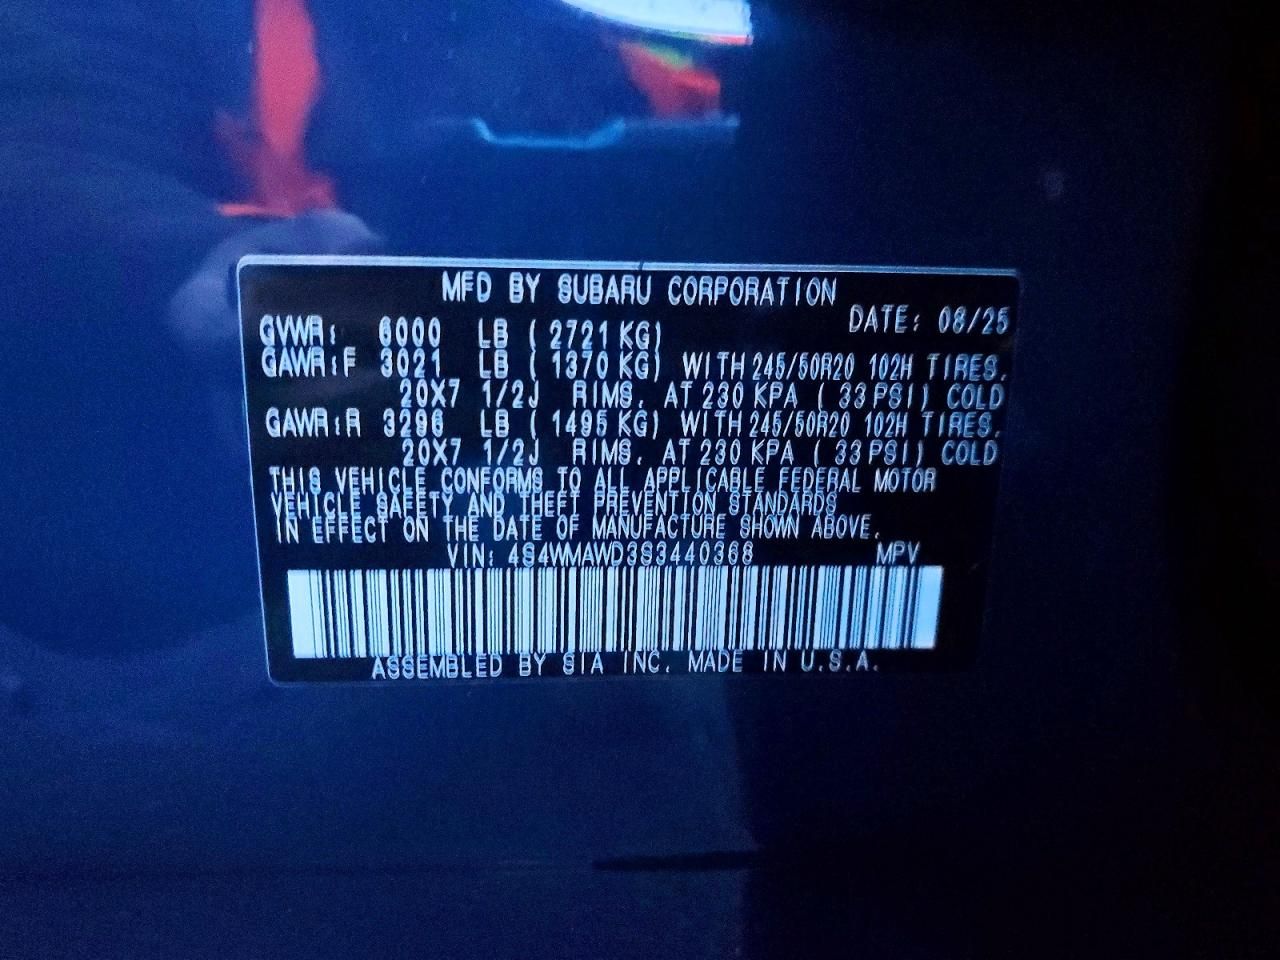 MFD BY SUBARU CORPORATION
DATE: 08/25
GVWR: 6000 LB ( 2721 KG)
GAWR:F 3021 LB ( 1370 KG) WITH 245/50R20 102H TIRES,
20X7 1/2J RIMS, AT 230 KPA ( 33 PSI) COLD
GAWR:R 3296 LB ( 1495 KG) WITH 245/50R20 102H TIRES,
20X7 1/2J RIMS, AT 230 KPA ( 33 PSI) COLD
THIS VEHICLE CONFORMS TO ALL APPLICABLE FEDERAL MOTOR
VEHICLE SAFETY AND THEFT PREVENTION STANDARDS
IN EFFECT ON THE DATE OF MANUFACTURE SHOWN ABOVE.
VIN: 4S4WMAWD3S3440368 MPV
ASSEMBLED BY SIA INC. MADE IN U.S.A.